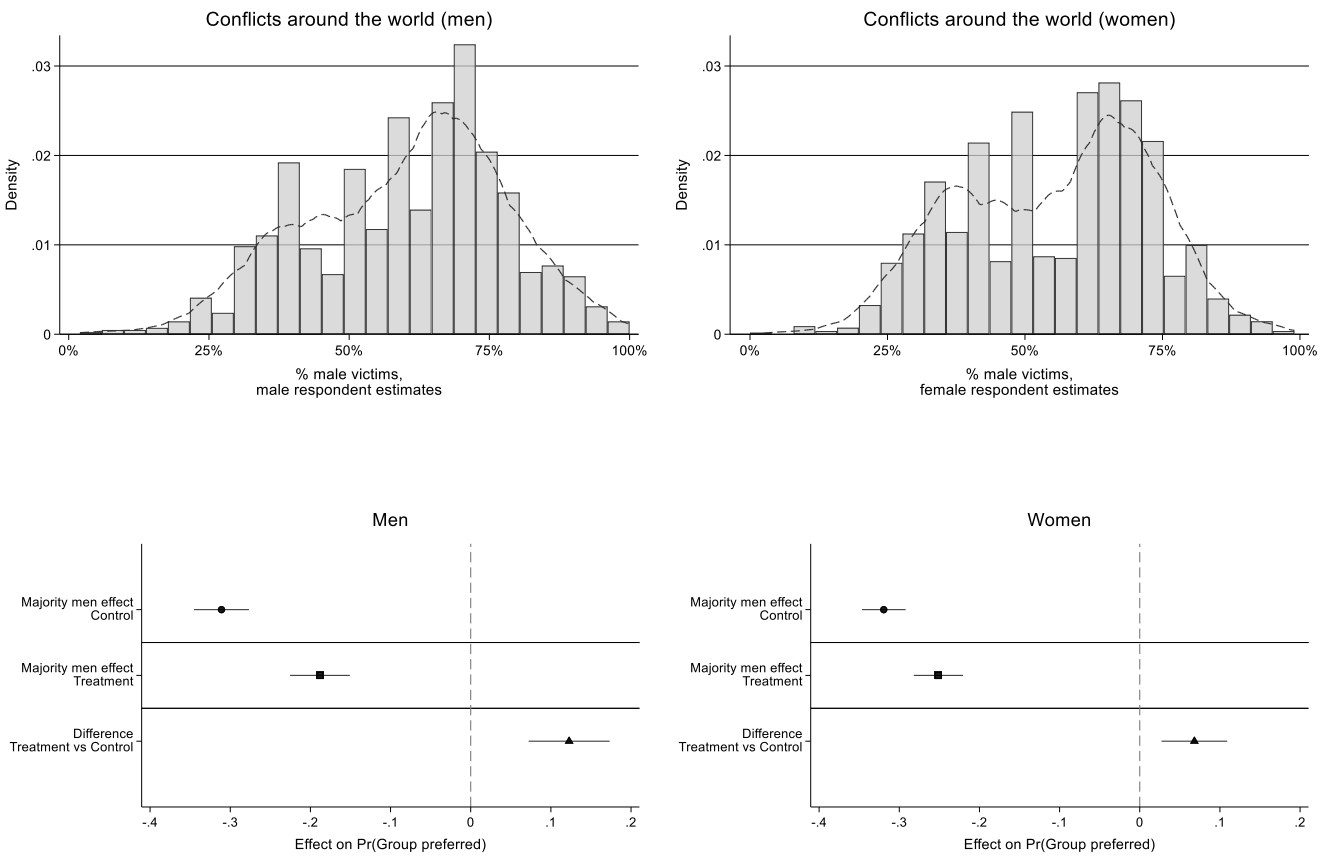 Conflicts around the world (men)
Density
.03
.02
.01
0
0% 25% 50% 75% 100%
% male victims,
male respondent estimates
Conflicts around the world (women)
Density
.03
.02
.01
0
0% 25% 50% 75% 100%
% male victims,
female respondent estimates
Men
Majority men effect
Control
Majority men effect
Treatment
Difference
Treatment vs Control
-.4 -.3 -.2 -.1 0 .1 .2
Effect on Pr(Group preferred)
Women
Majority men effect
Control
Majority men effect
Treatment
Difference
Treatment vs Control
-.4 -.3 -.2 -.1 0 .1 .2
Effect on Pr(Group preferred)